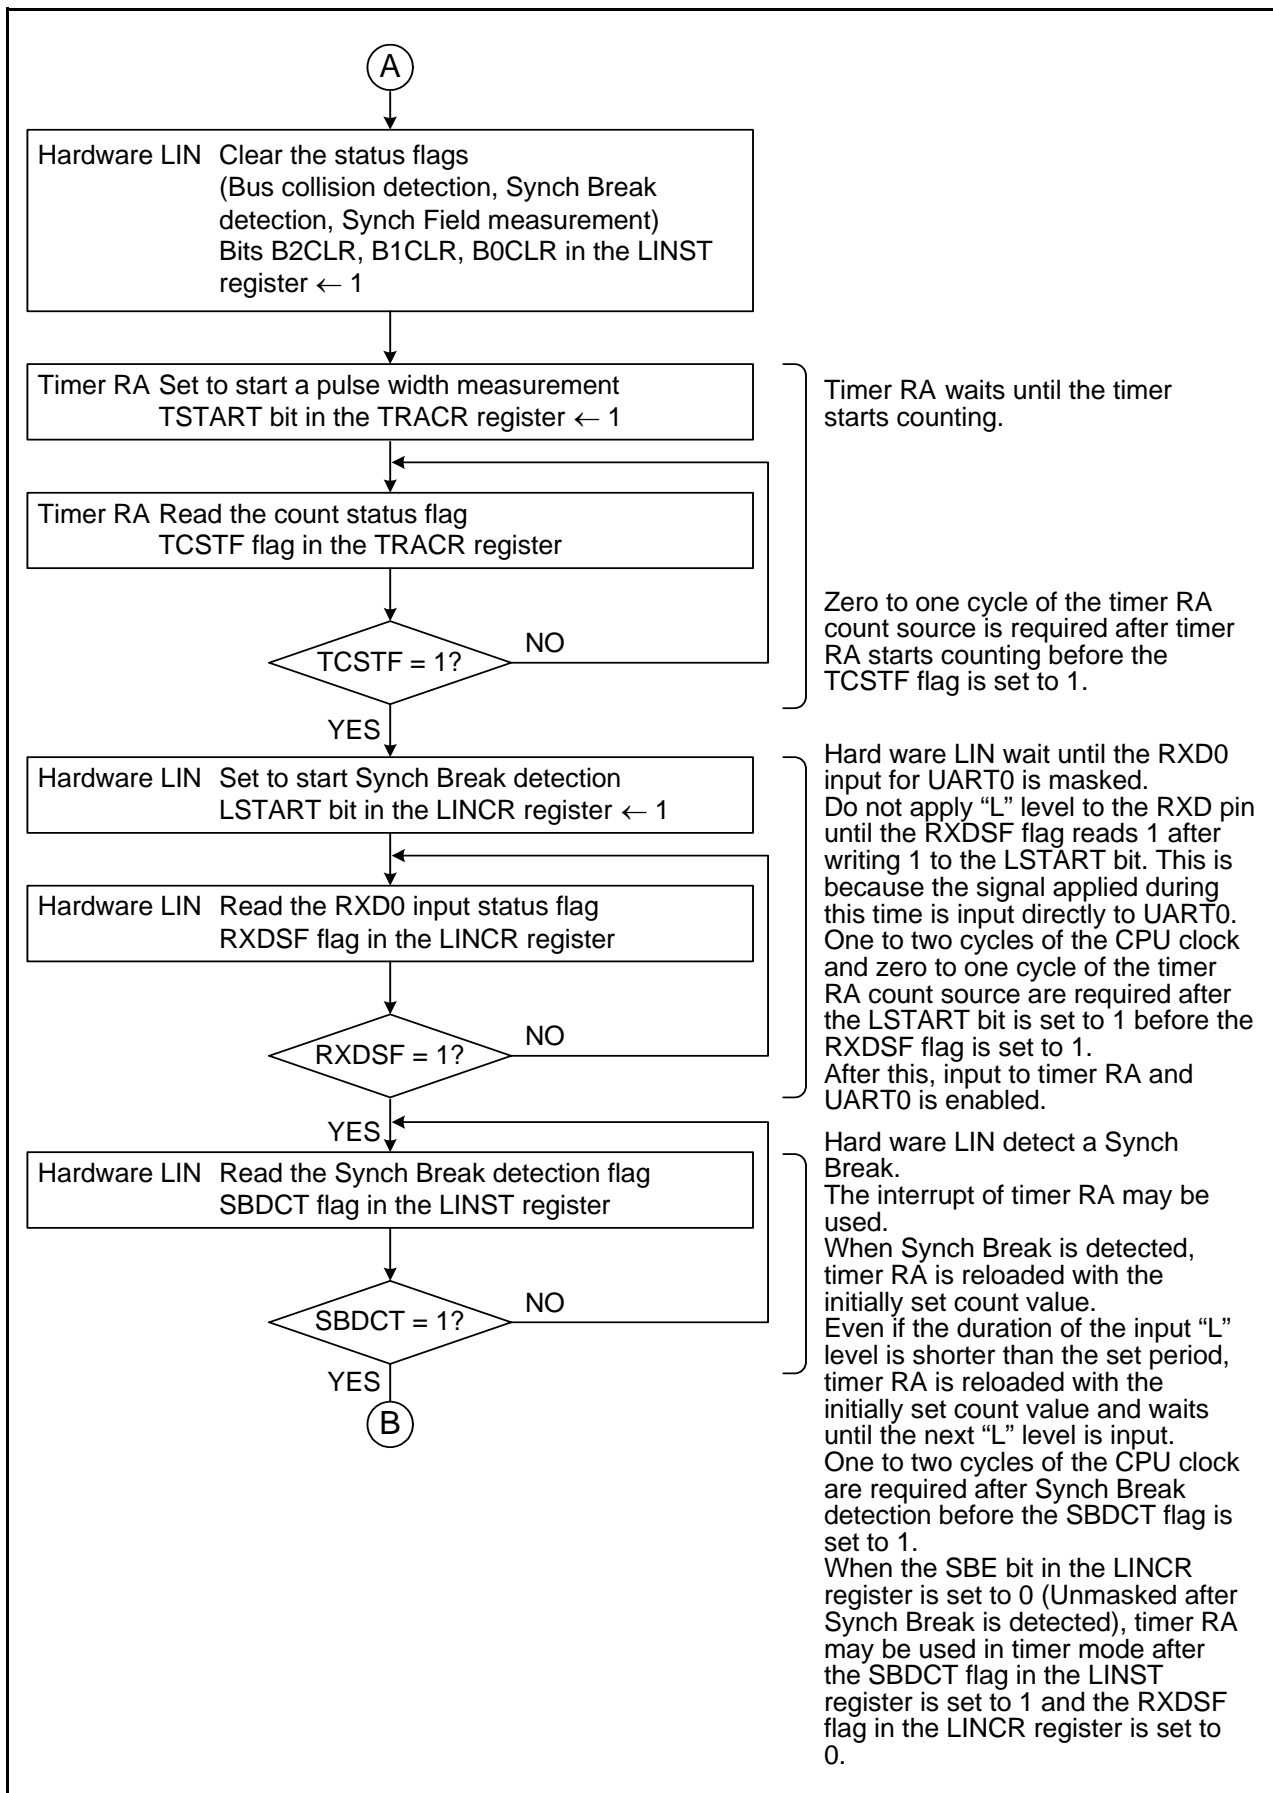 A
Hardware LIN Clear the status flags
(Bus collision detection, Synch Break
detection, Synch Field measurement)
Bits B2CLR, B1CLR, B0CLR in the LINST
register ← 1
Timer RA Set to start a pulse width measurement
TSTART bit in the TRACR register ← 1
Timer RA waits until the timer
starts counting.
Timer RA Read the count status flag
TCSTF flag in the TRACR register
Zero to one cycle of the timer RA
count source is required after timer
RA starts counting before the
TCSTF flag is set to 1.
TCSTF = 1?
NO
YES
Hardware LIN Set to start Synch Break detection
LSTART bit in the LINCR register ← 1
Hardware LIN Read the RXD0 input status flag
RXDSF flag in the LINCR register
RXDSF = 1?
NO
YES
Hard ware LIN wait until the RXD0
input for UART0 is masked.
Do not apply “L” level to the RXD pin
until the RXDSF flag reads 1 after
writing 1 to the LSTART bit. This is
because the signal applied during
this time is input directly to UART0.
One to two cycles of the CPU clock
and zero to one cycle of the timer
RA count source are required after
the LSTART bit is set to 1 before the
RXDSF flag is set to 1.
After this, input to timer RA and
UART0 is enabled.
Hardware LIN Read the Synch Break detection flag
SBDCT flag in the LINST register
SBDCT = 1?
NO
YES
B
Hard ware LIN detect a Synch
Break.
The interrupt of timer RA may be
used.
When Synch Break is detected,
timer RA is reloaded with the
initially set count value.
Even if the duration of the input “L”
level is shorter than the set period,
timer RA is reloaded with the
initially set count value and waits
until the next “L” level is input.
One to two cycles of the CPU clock
are required after Synch Break
detection before the SBDCT flag is
set to 1.
When the SBE bit in the LINCR
register is set to 0 (Unmasked after
Synch Break is detected), timer RA
may be used in timer mode after
the SBDCT flag in the LINST
register is set to 1 and the RXDSF
flag in the LINCR register is set to
0.